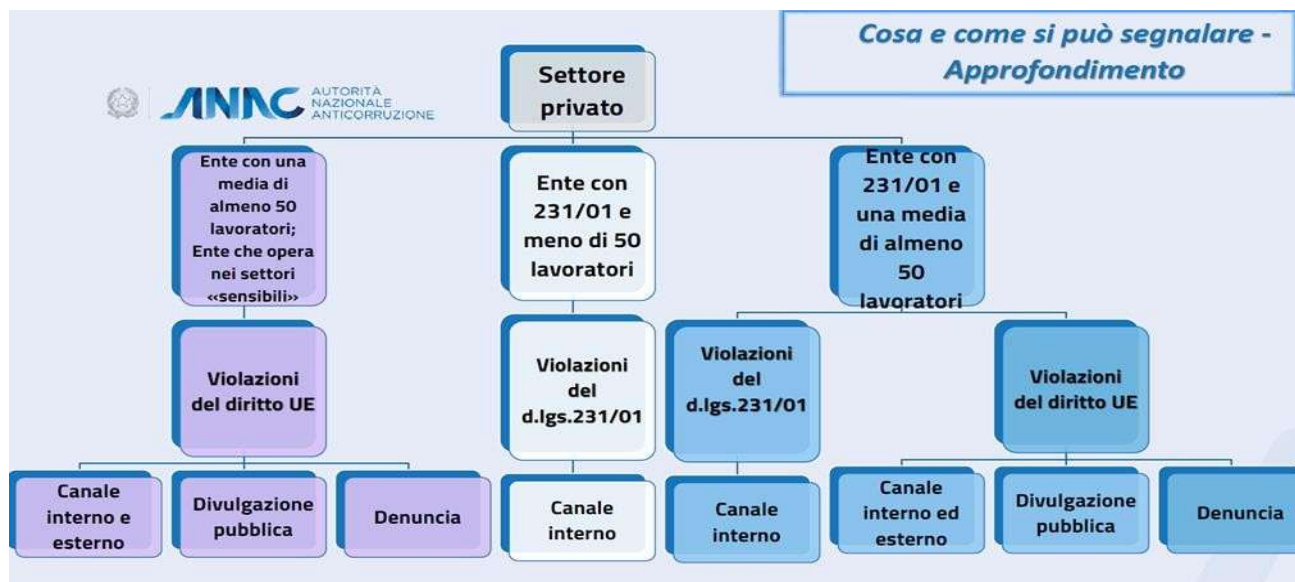 Cosa e come si può segnalare -
Approfondimento
ANAC
AUTORITÀ
NAZIONALE
ANTICORRUZIONE
Settore
privato
Ente con una
media di
almeno 50
lavoratori;
Ente che opera
nei settori
«sensibili»
Ente con
231/01 e
meno di 50
lavoratori
Ente con
231/01 e
una media
di almeno
50
lavoratori
Violazioni
del diritto UE
Violazioni
del
d.lgs.231/01
Violazioni
del
d.lgs.231/01
Violazioni
del diritto UE
Canale
interno e
esterno
Divulgazione
pubblica
Denuncia
Canale
interno
Canale
interno
Canale
interno ed
esterno
Divulgazione
pubblica
Denuncia